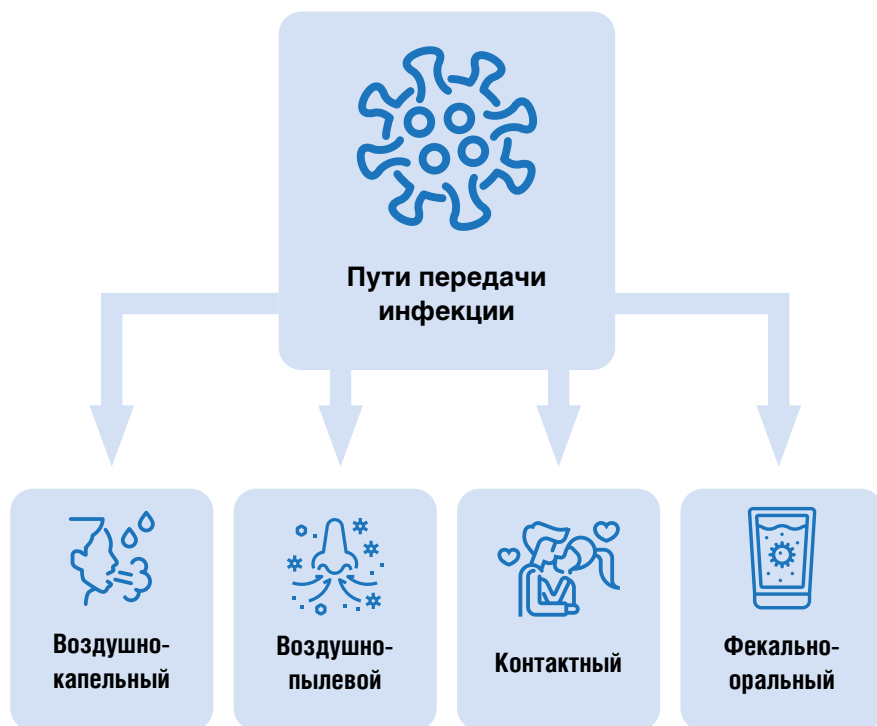 Пути передачи
инфекции
Воздушно-
капельный
Воздушно-
пылевой
Контактный
Фекально-
оральный